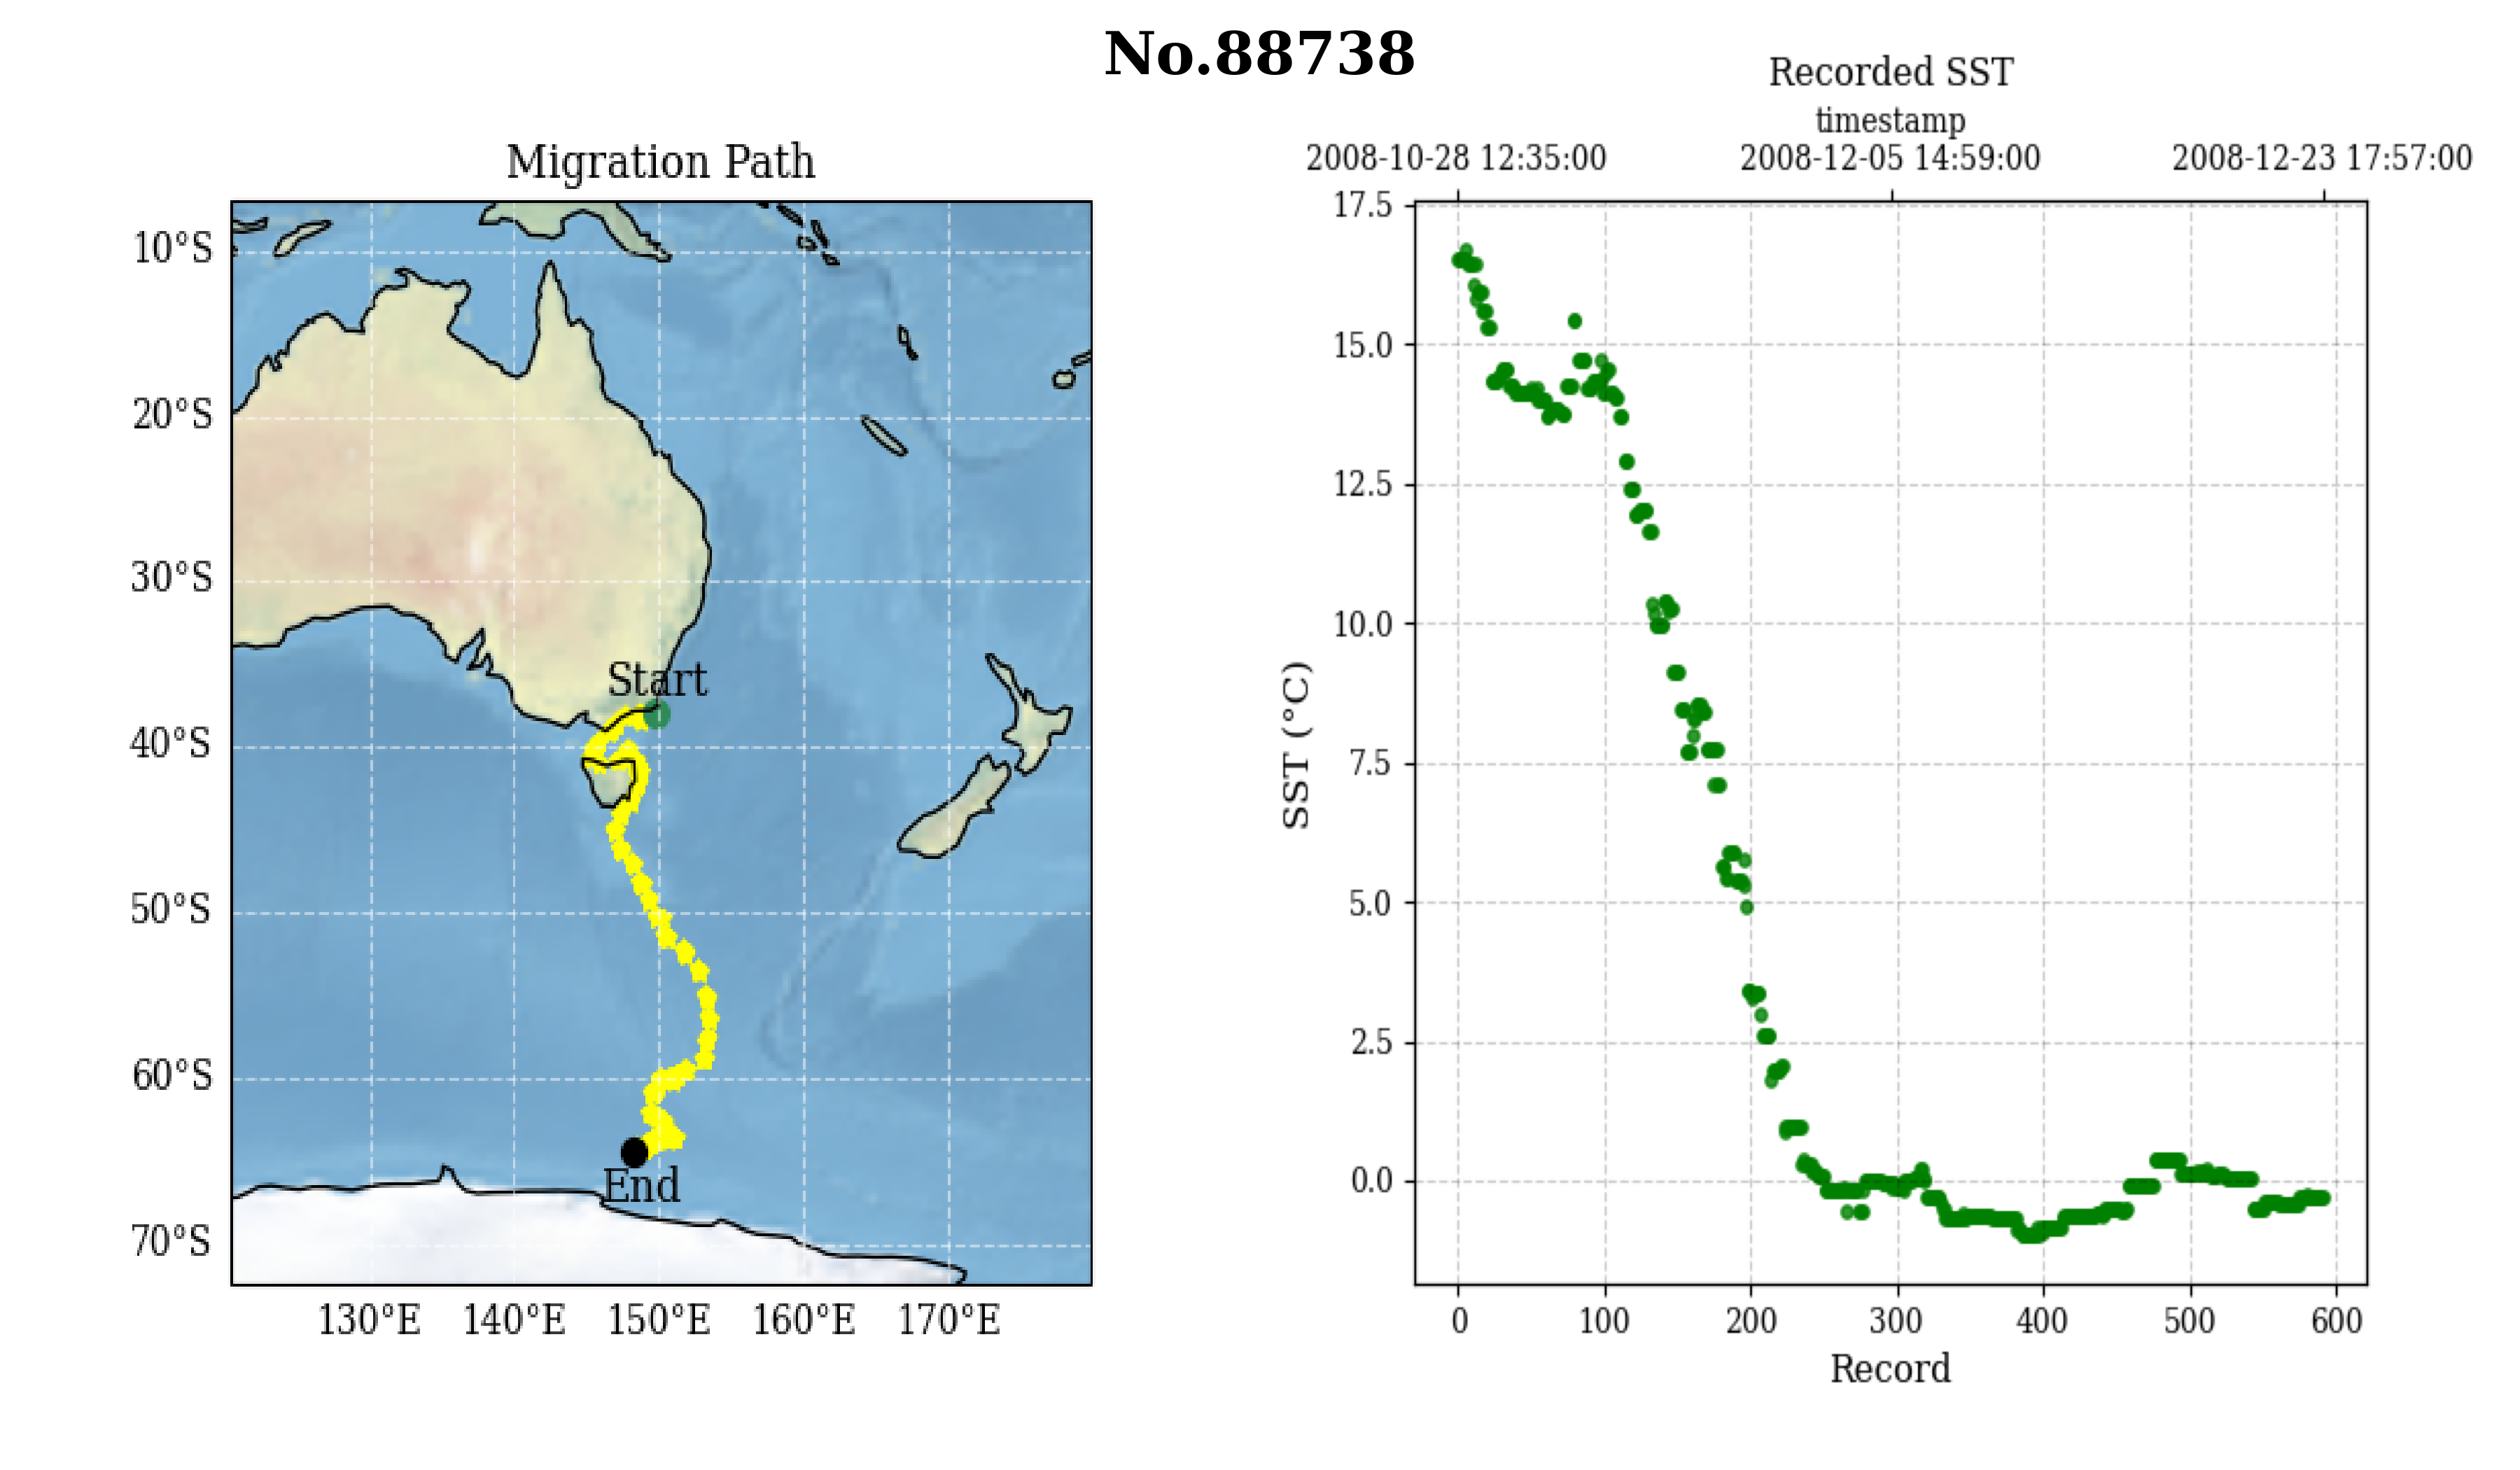 No.88738
Migration Path
10°S
20°S
30°S
40°S
50°S
60°S
70°S
Start
End
130°E 140°E 150°E 160°E 170°E
Recorded SST
timestamp
2008-10-28 12:35:00 2008-12-05 14:59:00 2008-12-23 17:57:00
SST (°C)
17.5
15.0
12.5
10.0
7.5
5.0
2.5
0.0
0 100 200 300 400 500 600
Record